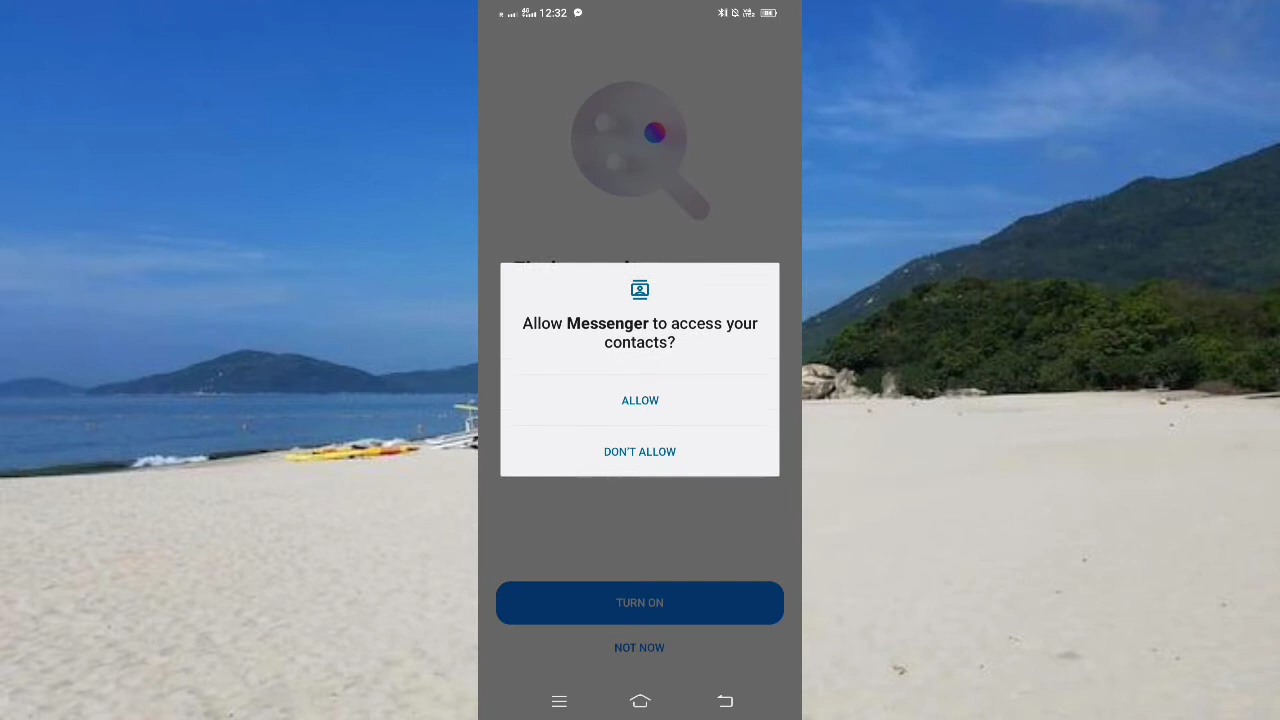 12:32
Allow Messenger to access your
contacts?
ALLOW
DON'T ALLOW
TURN ON
NOT NOW